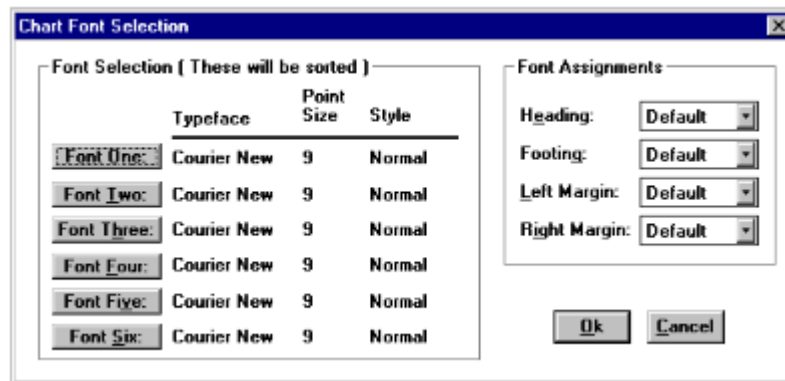 Chart Font Selection
Font Selection ( These will be sorted )
Typeface Point Size Style
Font One: Courier New 9 Normal
Font Two: Courier New 9 Normal
Font Three: Courier New 9 Normal
Font Four: Courier New 9 Normal
Font Five: Courier New 9 Normal
Font Six: Courier New 9 Normal
Font Assignments
Heading: Default
Footing: Default
Left Margin: Default
Right Margin: Default
Ok Cancel